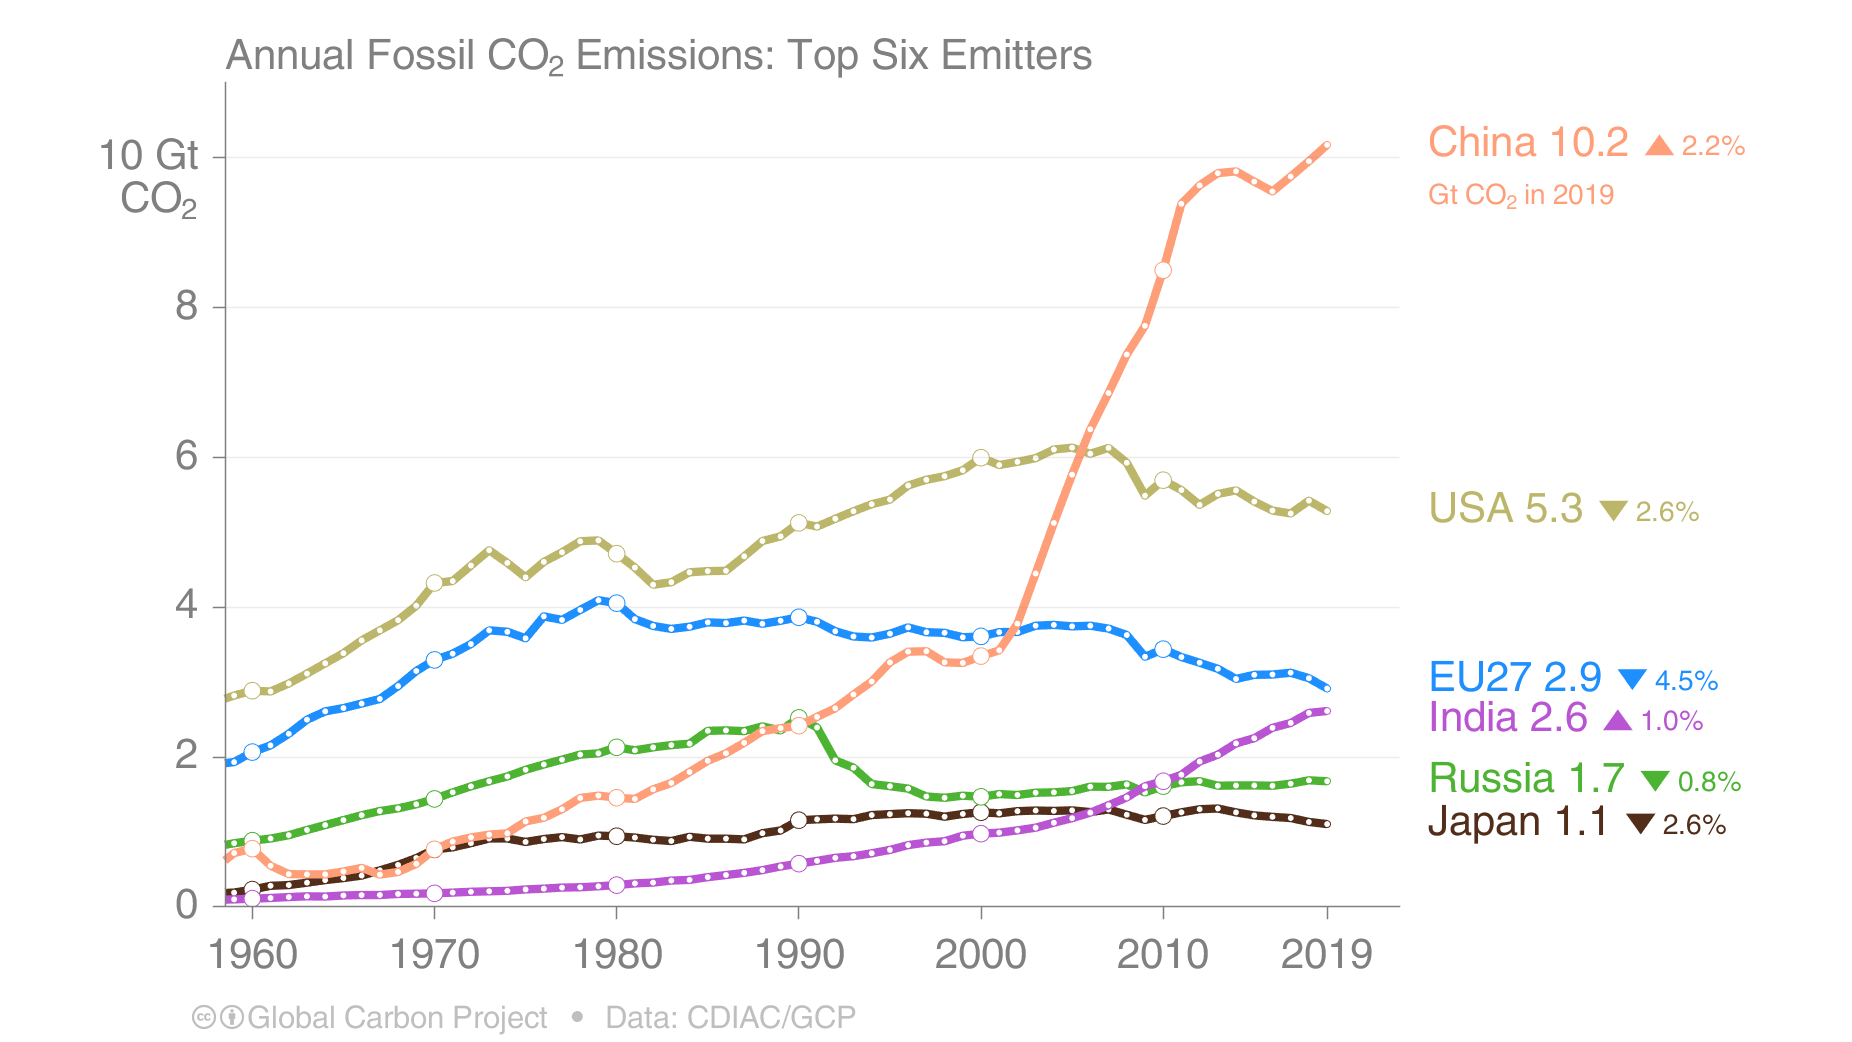 Annual Fossil CO₂ Emissions: Top Six Emitters
10 Gt
CO₂
8
6
4
2
0
1960 1970 1980 1990 2000 2010 2019
China 10.2 ▲ 2.2%
Gt CO₂ in 2019
USA 5.3 ▼ 2.6%
EU27 2.9 ▼ 4.5%
India 2.6 ▲ 1.0%
Russia 1.7 ▼ 0.8%
Japan 1.1 ▼ 2.6%
cc Global Carbon Project • Data: CDIAC/GCP